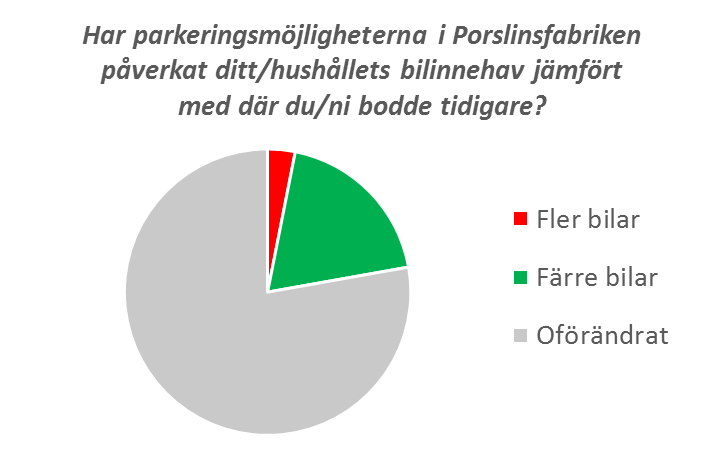 Har parkeringsmöjligheterna i Porslinsfabriken
påverkat ditt/hushållets bilinnehav jämfört
med där du/ni bodde tidigare?
Fler bilar
Färre bilar
Oförändrat